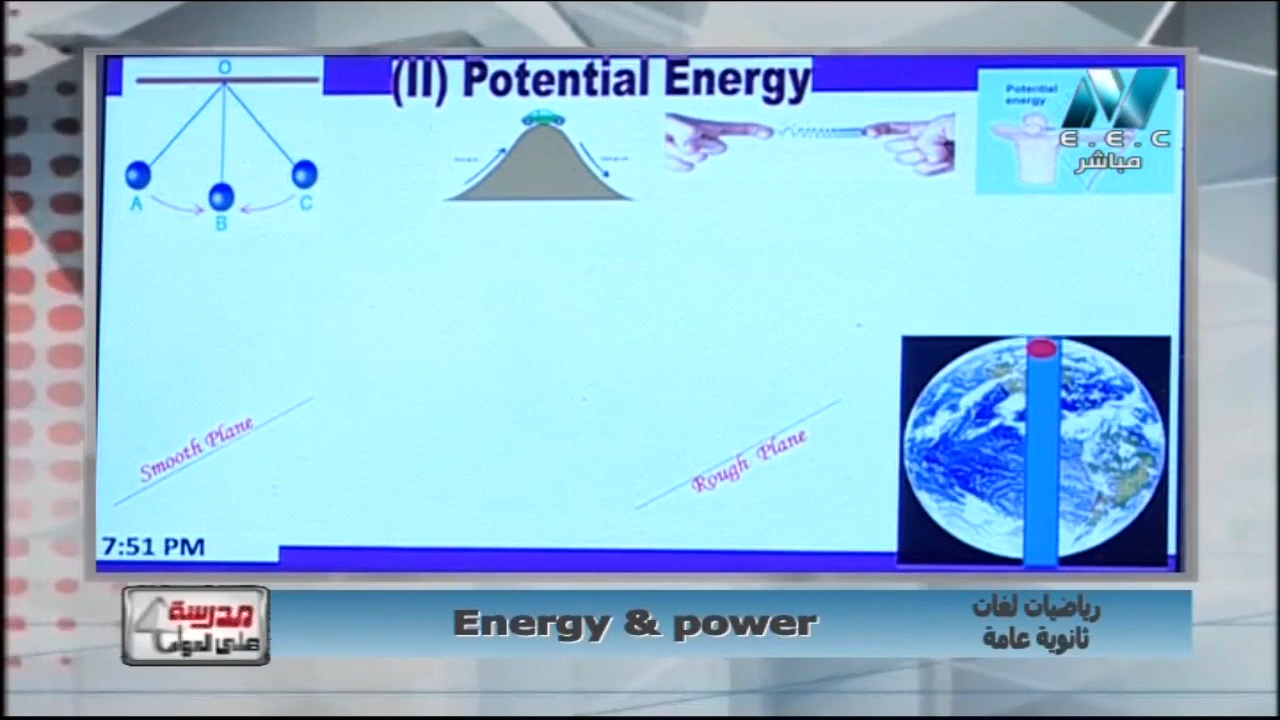 (II) Potential Energy
O
A
B
C
Potential
energy
E.E.C
مباشر
Smooth Plane
Rough Plane
7:51 PM
مدرسة
على الهواء
Energy & power
رياضيات لغات
ثانوية عامة